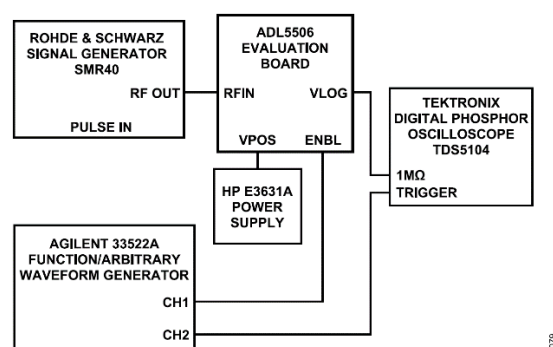 ROHDE & SCHWARZ
SIGNAL GENERATOR
SMR40
RF OUT
PULSE IN
ADL5506
EVALUATION
BOARD
RFIN
VLOG
VPOS
ENBL
TEKTRONIX
DIGITAL PHOSPHOR
OSCILLOSCOPE
TDS5104
1MΩ
TRIGGER
HP E3631A
POWER
SUPPLY
AGILENT 33522A
FUNCTION/ARBITRARY
WAVEFORM GENERATOR
CH1
CH2